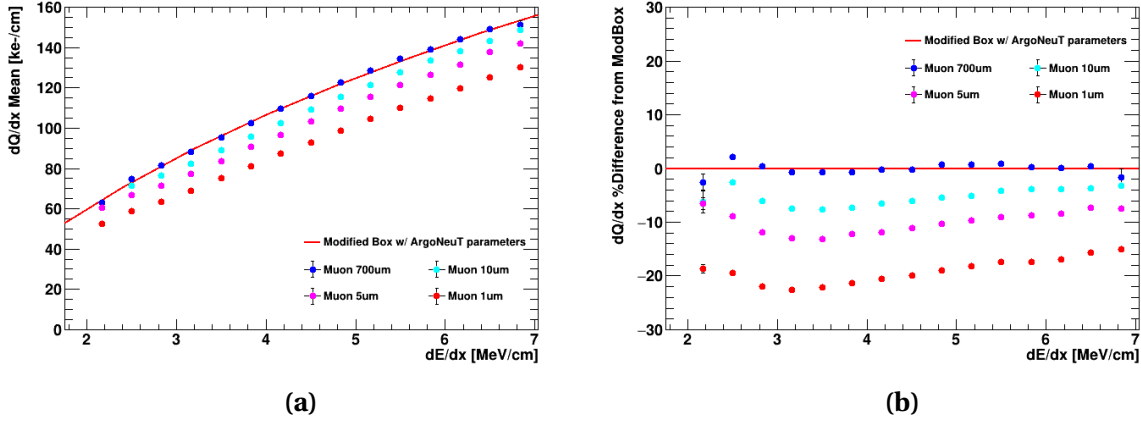 160
140
120
100
80
60
40
20
0
dQ/dx Mean [ke-/cm]
Modified Box w/ ArgoNeuT parameters
Muon 700um Muon 10um
Muon 5um Muon 1um
2 3 4 5 6 7
dE/dx [MeV/cm]
(a)
30
20
10
0
−10
−20
−30
dQ/dx %Difference from ModBox
Modified Box w/ ArgoNeuT parameters
Muon 700um Muon 10um
Muon 5um Muon 1um
2 3 4 5 6 7
dE/dx [MeV/cm]
(b)